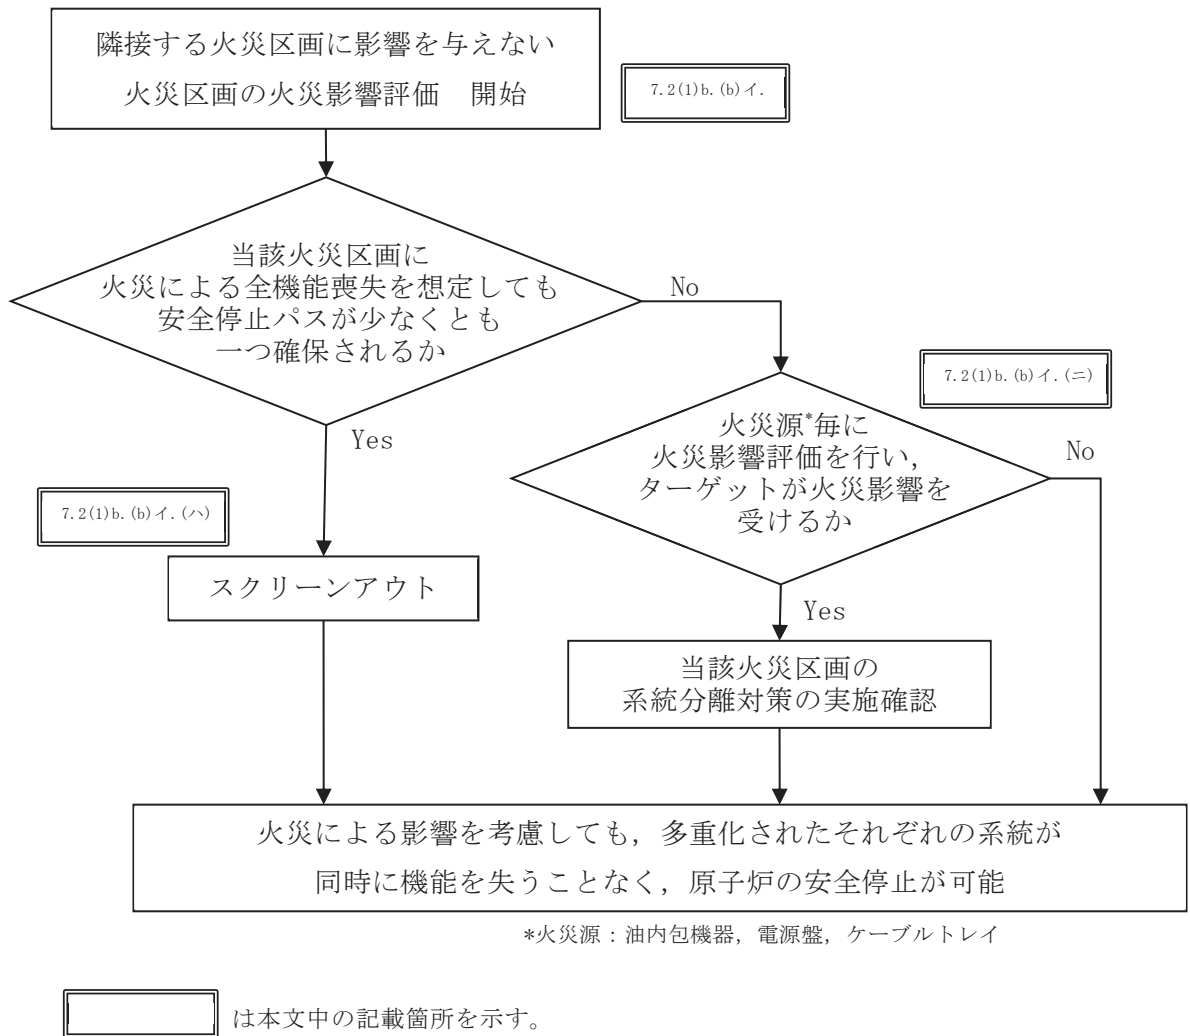 隣接する火災区画に影響を与えない
火災区画の火災影響評価　開始
7.2(1)b.(b)イ.
当該火災区画に
火災による全機能喪失を想定しても
安全停止パスが少なくとも
一つ確保されるか
No
7.2(1)b.(b)イ.(ニ)
火災源*毎に
火災影響評価を行い，
ターゲットが火災影響を
受けるか
No
Yes
7.2(1)b.(b)イ.(ハ)
スクリーンアウト
Yes
当該火災区画の
系統分離対策の実施確認
火災による影響を考慮しても，多重化されたそれぞれの系統が
同時に機能を失うことなく，原子炉の安全停止が可能
*火災源：油内包機器，電源盤，ケーブルトレイ
は本文中の記載箇所を示す。